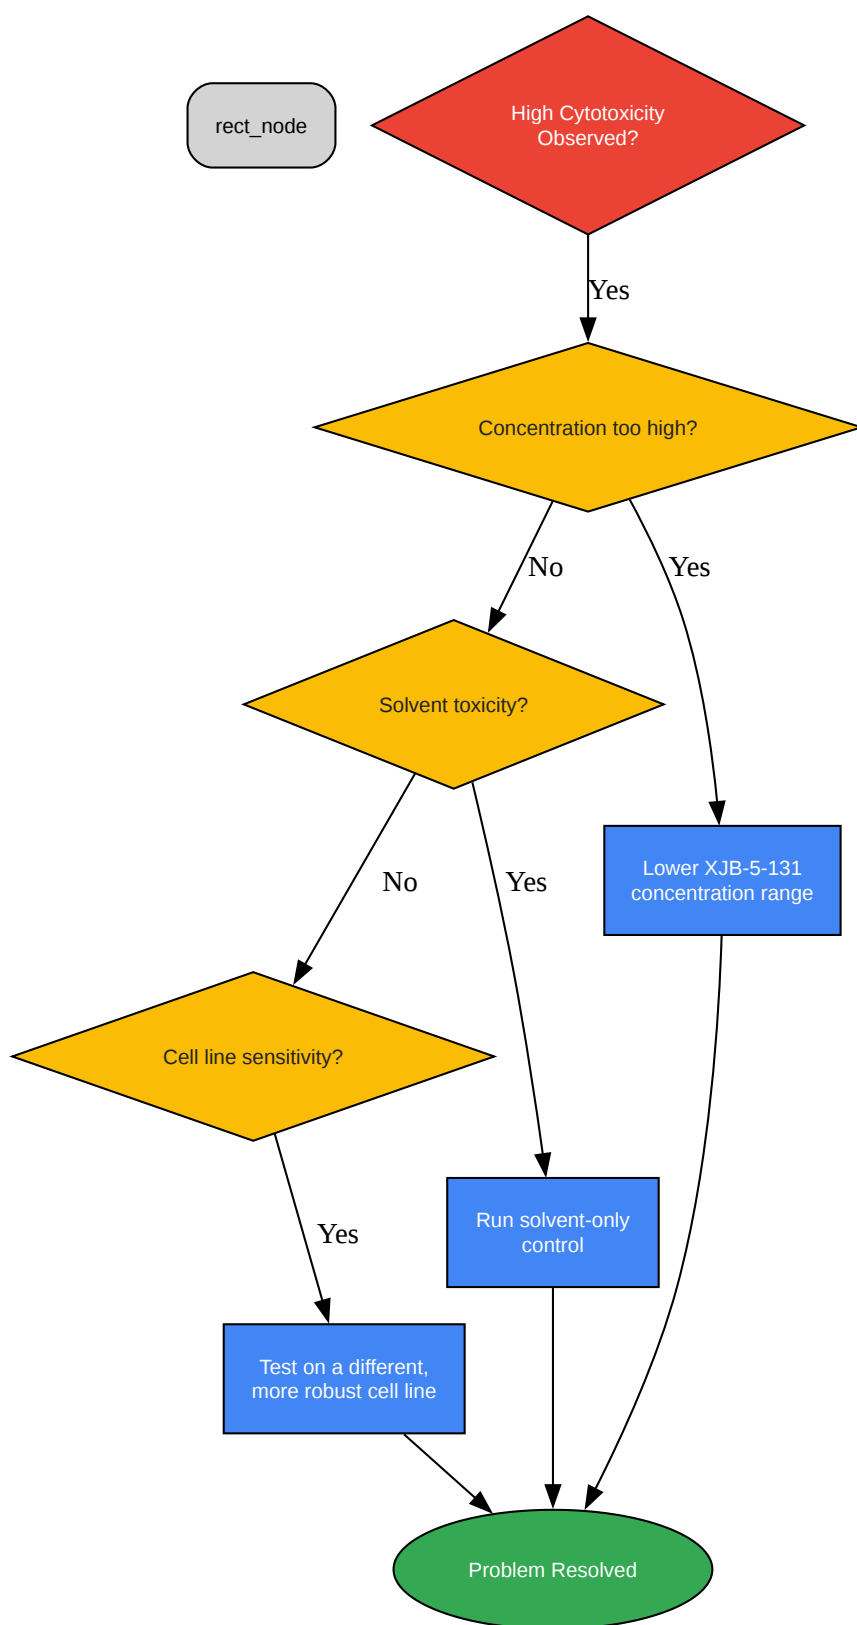 rect_node
High Cytotoxicity
Observed?
Yes
Concentration too high?
No
Yes
Solvent toxicity?
Lower XJB-5-131
concentration range
No
Yes
Cell line sensitivity?
Run solvent-only
control
Yes
Test on a different,
more robust cell line
Problem Resolved